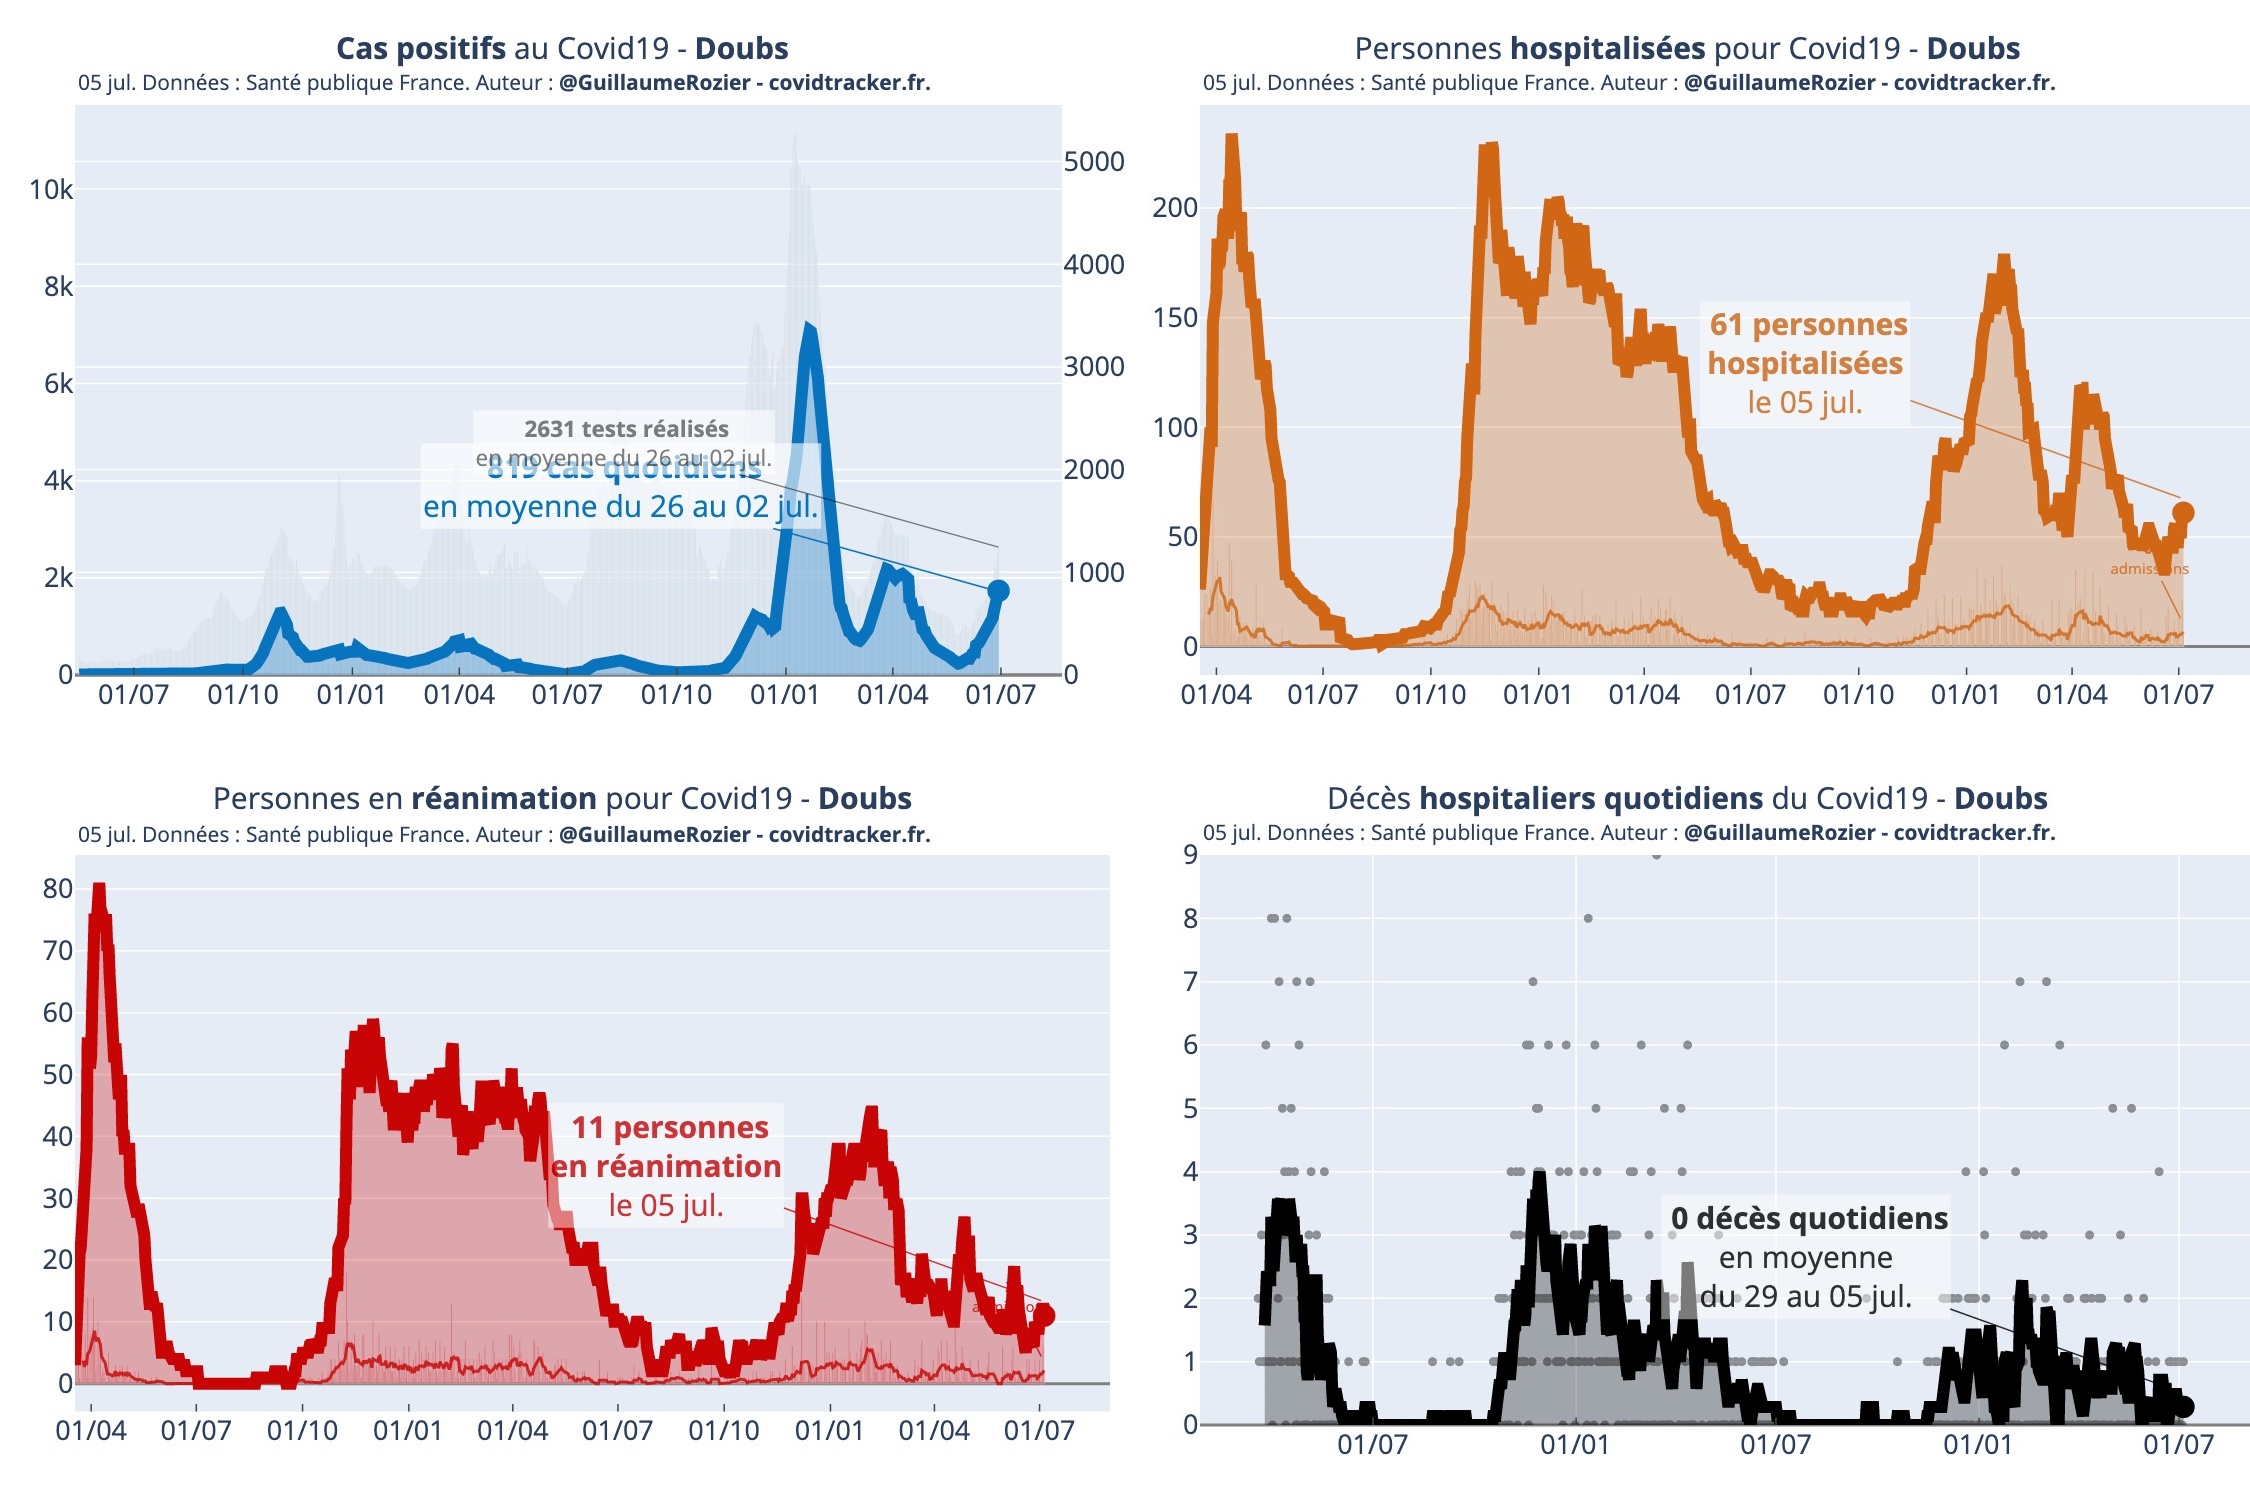 Cas positifs au Covid19 - Doubs
05 jul. Données : Santé publique France. Auteur : @GuillaumeRozier - covidtracker.fr.
10k
8k
6k
4k
2k
0
5000
4000
3000
2000
1000
0
2631 tests réalisés
en moyenne du 26 au 02 jul.
819 cas quotidiens
en moyenne du 26 au 02 jul.
01/07 01/10 01/01 01/04 01/07 01/10 01/01 01/04 01/07
Personnes hospitalisées pour Covid19 - Doubs
05 jul. Données : Santé publique France. Auteur : @GuillaumeRozier - covidtracker.fr.
200
150
100
50
0
61 personnes
hospitalisées
le 05 jul.
admissions
01/04 01/07 01/10 01/01 01/04 01/07 01/10 01/01 01/04 01/07
Personnes en réanimation pour Covid19 - Doubs
05 jul. Données : Santé publique France. Auteur : @GuillaumeRozier - covidtracker.fr.
80
70
60
50
40
30
20
10
0
11 personnes
en réanimation
le 05 jul.
01/04 01/07 01/10 01/01 01/04 01/07 01/10 01/01 01/04 01/07
Décès hospitaliers quotidiens du Covid19 - Doubs
05 jul. Données : Santé publique France. Auteur : @GuillaumeRozier - covidtracker.fr.
9
8
7
6
5
4
3
2
1
0
0 décès quotidiens
en moyenne
du 29 au 05 jul.
01/07 01/01 01/07 01/01 01/07